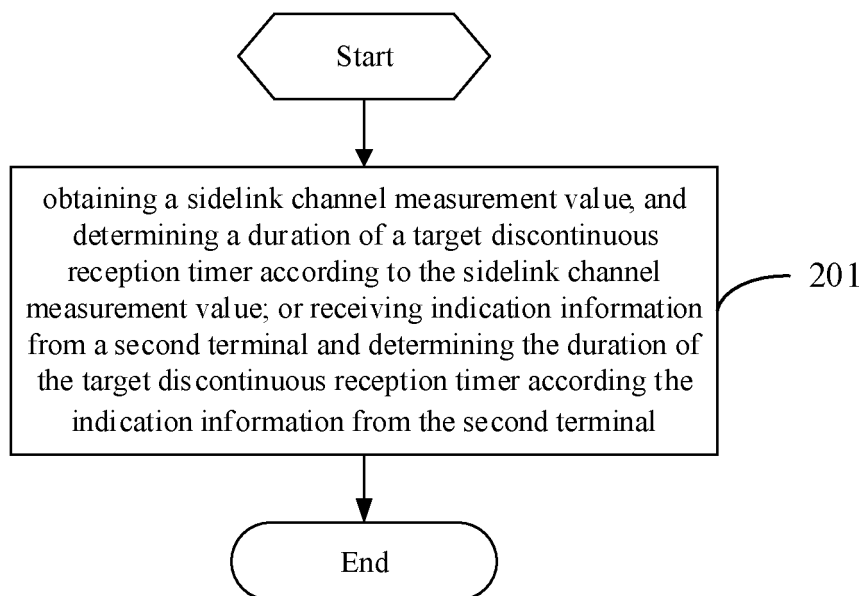 Start
obtaining a sidelink channel measurement value, and
determining a duration of a target discontinuous
reception timer according to the sidelink channel
measurement value; or receiving indication information
from a second terminal and determining the duration of
the target discontinuous reception timer according the
indication information from the second terminal
201
End